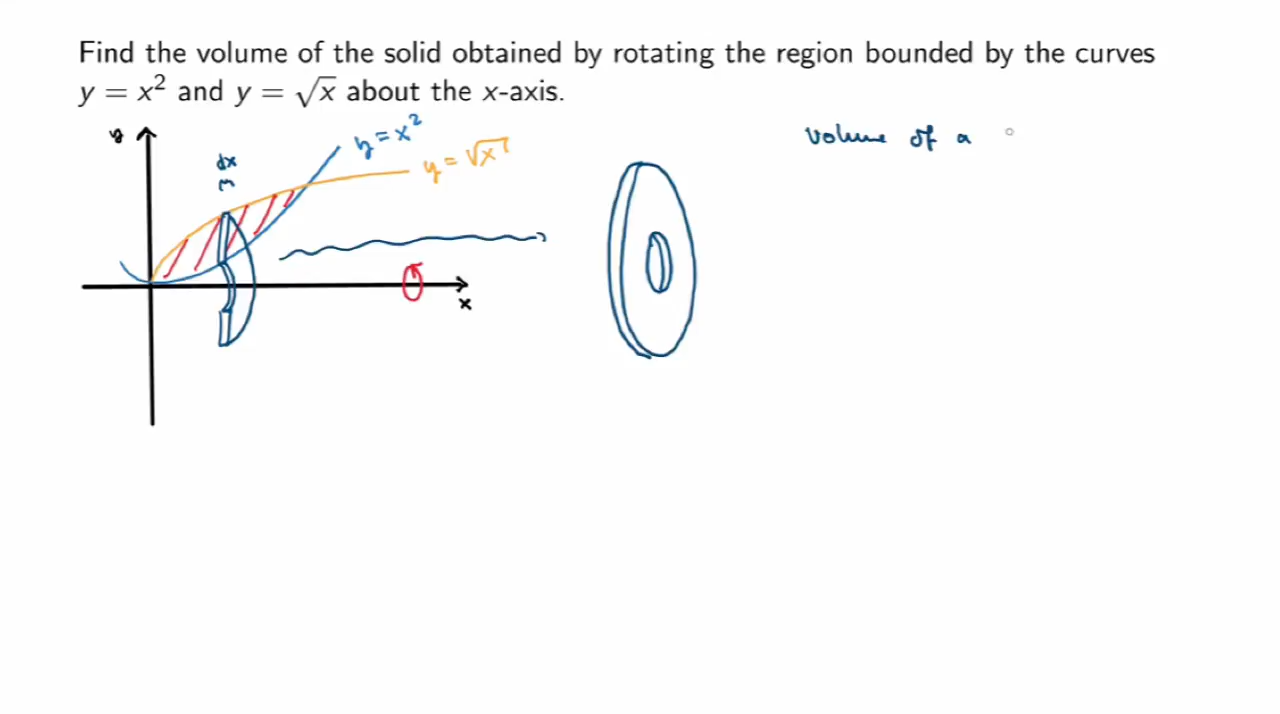 Find the volume of the solid obtained by rotating the region bounded by the curves
y = x² and y = √x about the x-axis.
y
y = x²
volume of a
y = √x
dx
x